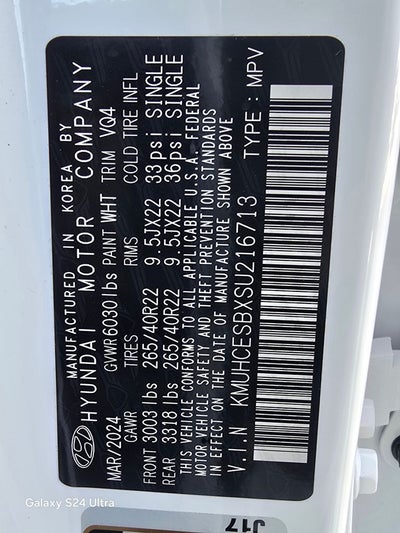 MANUFACTURED IN KOREA BY
HYUNDAI MOTOR COMPANY
MAR/2024 GVWR 6030 lbs PAINT WHT TRIM VQ4
GAWR TIRES RIMS COLD TIRE INFL
FRONT 3003 lbs 265/40R22 9.5JX22 33psi SINGLE
REAR 3318 lbs 265/40R22 9.5JX22 36psi SINGLE
THIS VEHICLE CONFORMS TO ALL APPLICABLE U.S.A. FEDERAL
MOTOR VEHICLE SAFETY AND THEFT PREVENTION STANDARDS
IN EFFECT ON THE DATE OF MANUFACTURE SHOWN ABOVE
V.I.N KMUHCESBXSU216713 TYPE : MPV
J17
Galaxy S24 Ultra